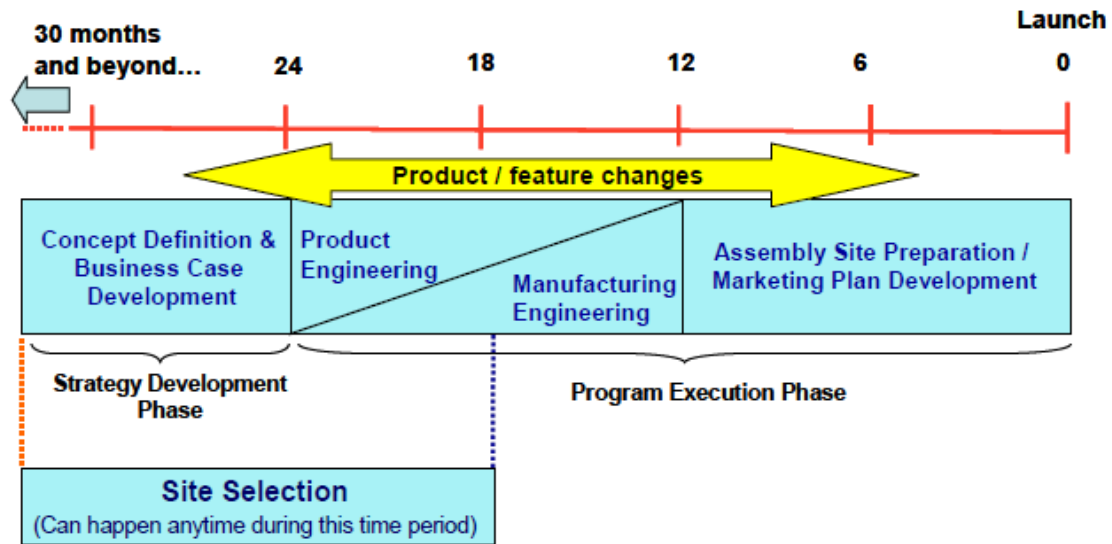 Launch
30 months
and beyond...
24
18
12
6
0
Product / feature changes
Concept Definition &
Business Case
Development
Product
Engineering
Manufacturing
Engineering
Assembly Site Preparation /
Marketing Plan Development
Strategy Development
Phase
Program Execution Phase
Site Selection
(Can happen anytime during this time period)